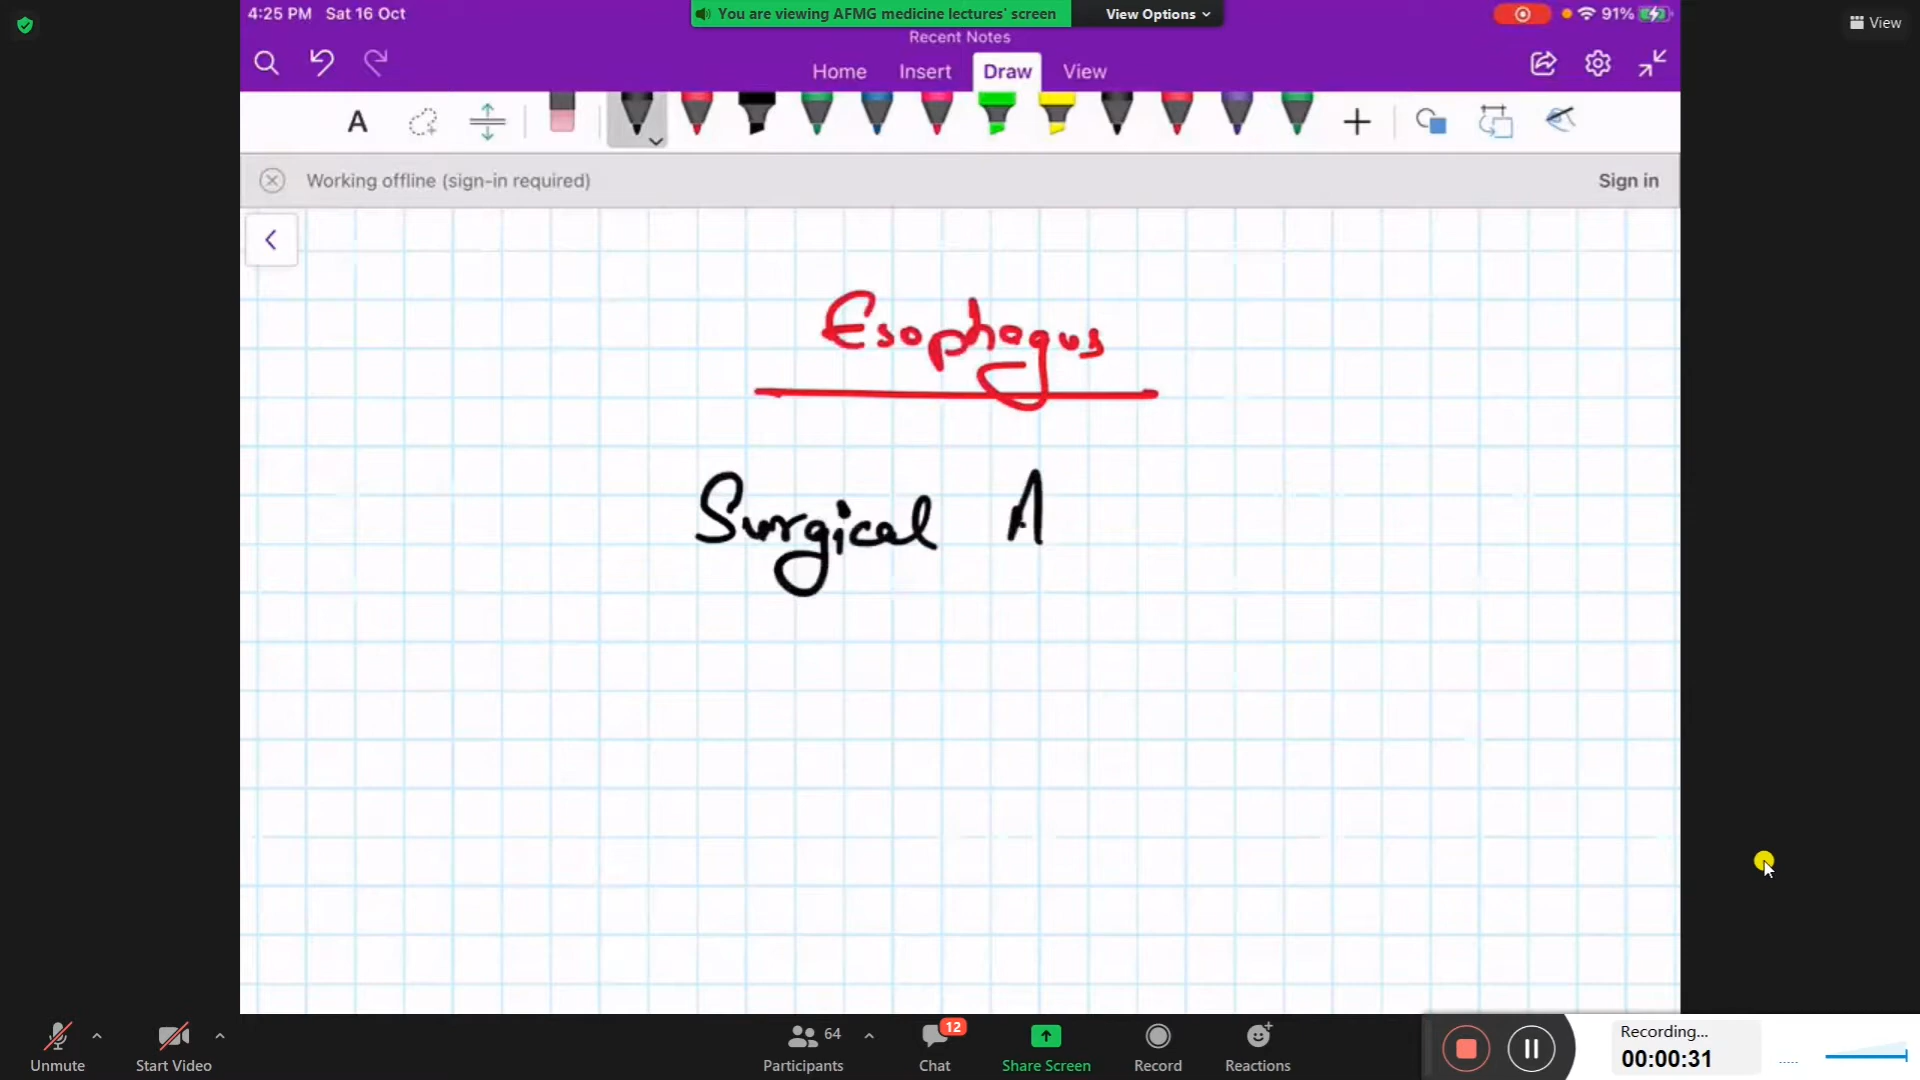 4:25 PM Sat 16 Oct
You are viewing AFMG medicine lectures' screen
View Options
91%
View
Recent Notes
Home Insert Draw View
A
Working offline (sign-in required)
Sign in
Esophagus
Surgical A
Unmute
Start Video
64
Participants
12
Chat
Share Screen
Record
Reactions
Recording...
00:00:31